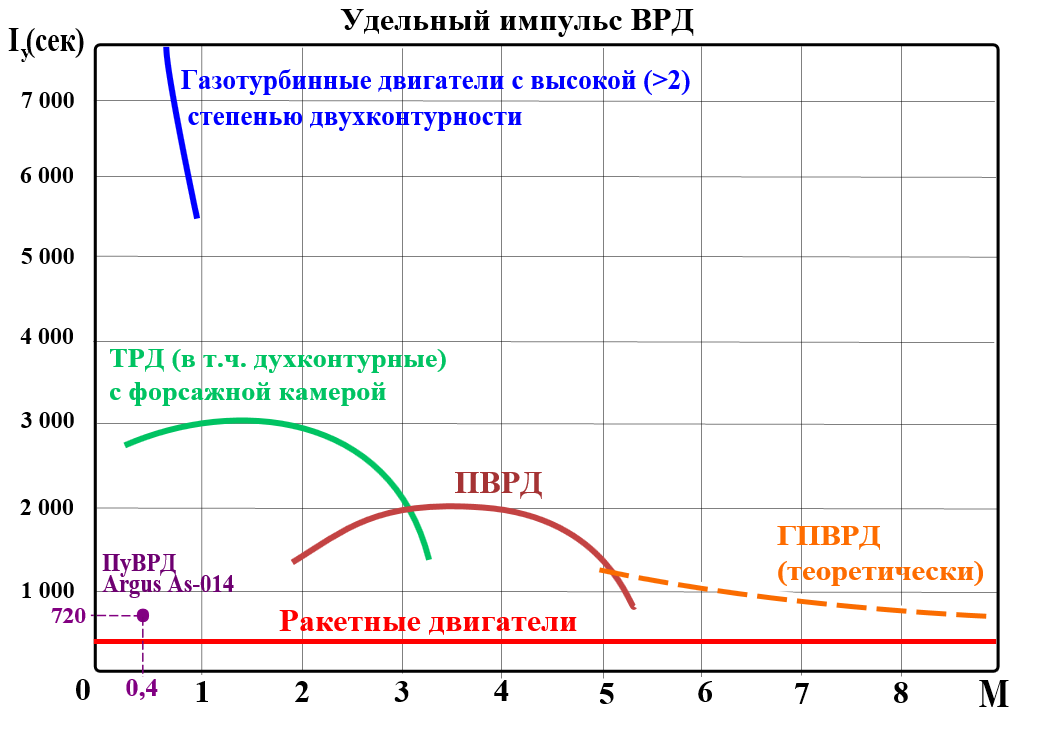 Удельный импульс ВРД
Iу(сек)
Газотурбинные двигатели с высокой (>2)
степенью двухконтурности
7 000
6 000
5 000
4 000
ТРД (в т.ч. духконтурные)
с форсажной камерой
3 000
ПВРД
2 000
ГПВРД
(теоретически)
ПуВРД
Argus As-014
1 000
720
Ракетные двигатели
0 0,4 1 2 3 4 5 6 7 8 М